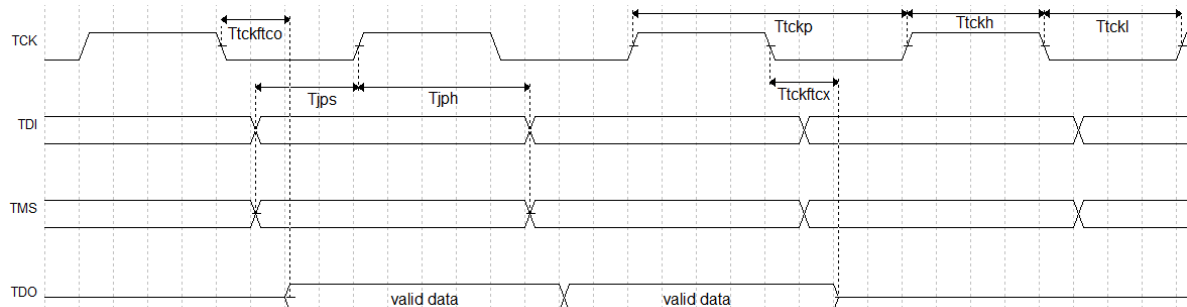 Ttckftco
Ttckp
Ttckh
Ttckl
TCK
Tjps
Tjph
Ttckftcx
TDI
TMS
TDO
valid data
valid data